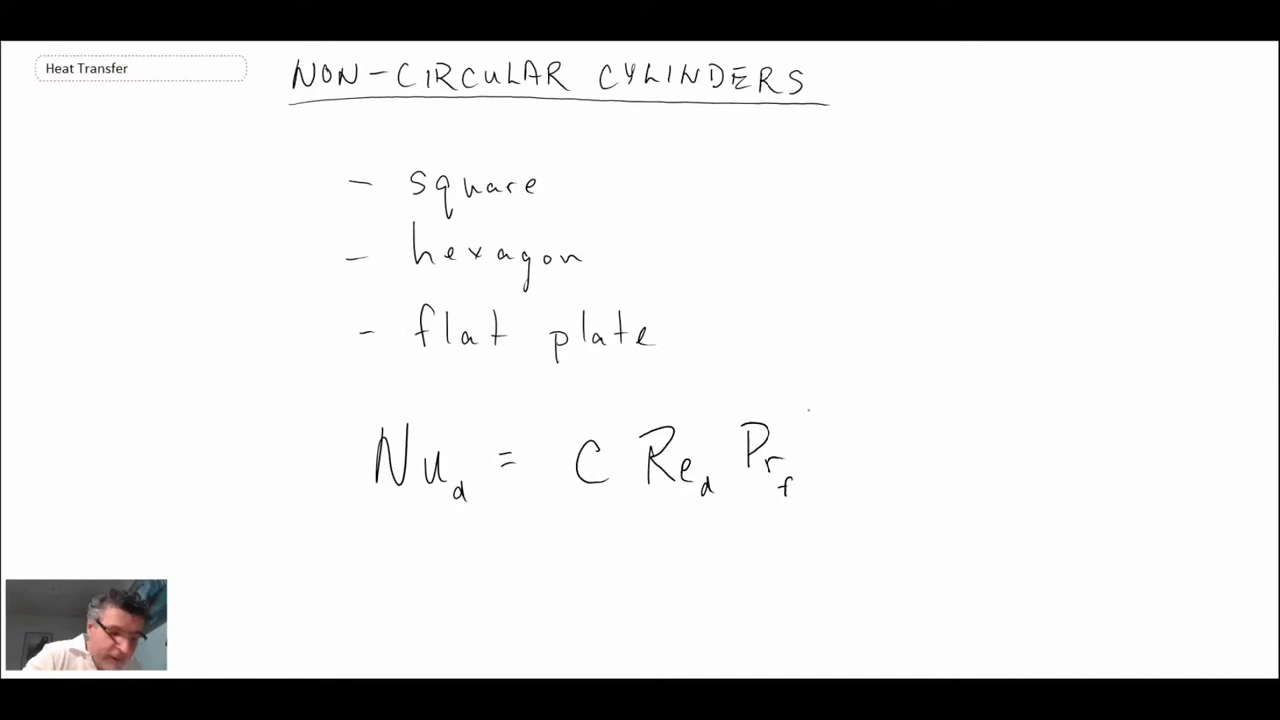 Heat Transfer
NON-CIRCULAR CYLINDERS
- square
- hexagon
- flat plate
Nu_d = C Re_d Pr_f